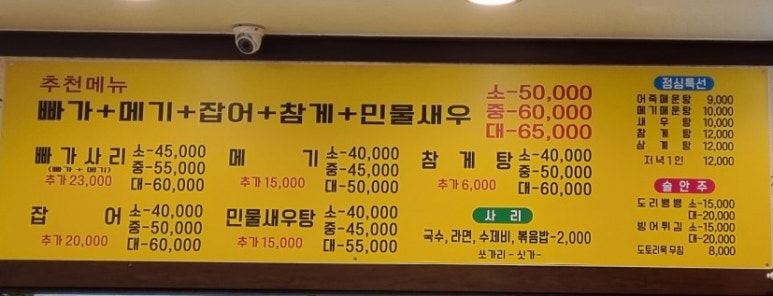 추천메뉴
빠가+메기+잡어+참게+민물새우
소-50,000
중-60,000
대-65,000
빠가사리
(빠가 + 메기)
추가 23,000
소-45,000
중-55,000
대-60,000
메기
추가 15,000
소-40,000
중-45,000
대-50,000
참게탕
추가 6,000
소-40,000
중-50,000
대-60,000
잡어
추가 20,000
소-40,000
중-50,000
대-60,000
민물새우탕
추가 15,000
소-40,000
중-45,000
대-55,000
사리
국수, 라면, 수제비, 볶음밥-2,000
쏘가리 - 싯가-
점심특선
어죽매운탕 9,000
메기매운탕 10,000
새우탕 10,000
참게탕 12,000
삼계탕 12,000
저녁 1인 12,000
술안주
도리뱅뱅 소-15,000
대-20,000
빙어튀김 소-15,000
대-20,000
도토리묵무침 8,000